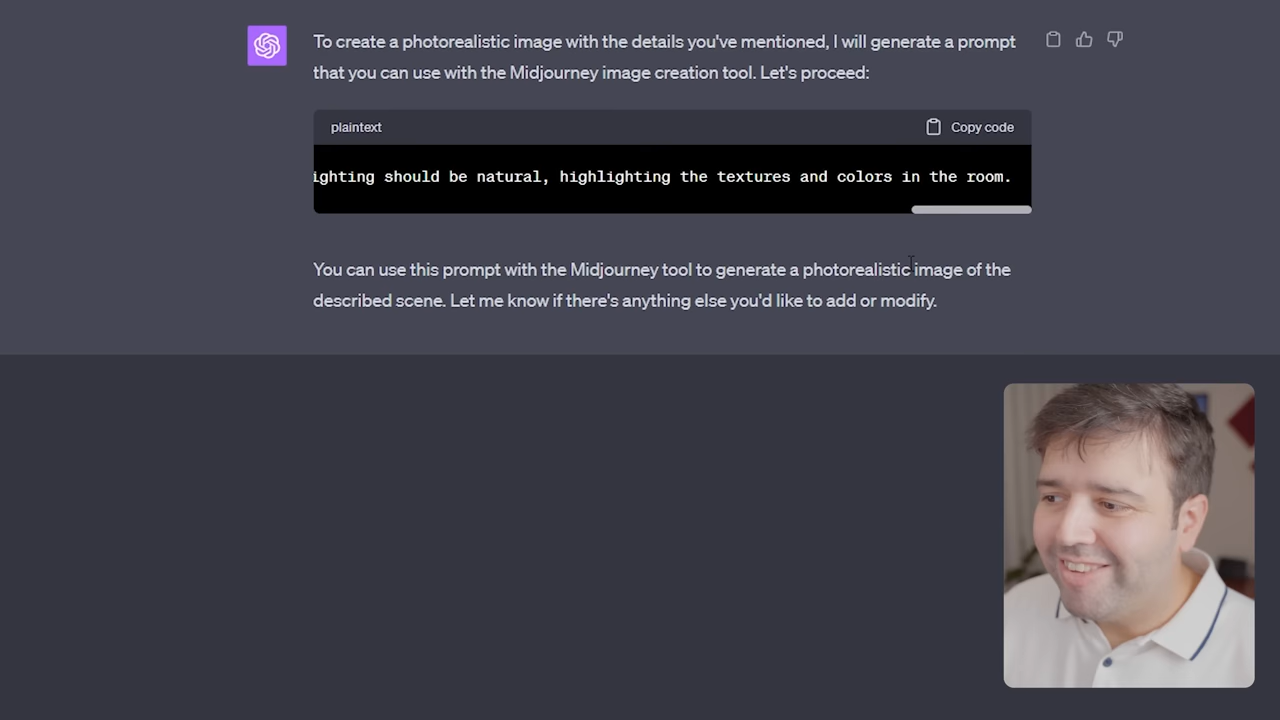 To create a photorealistic image with the details you've mentioned, I will generate a prompt
that you can use with the Midjourney image creation tool. Let's proceed:
plaintext
Copy code
ighting should be natural, highlighting the textures and colors in the room.
You can use this prompt with the Midjourney tool to generate a photorealistic image of the
described scene. Let me know if there's anything else you'd like to add or modify.